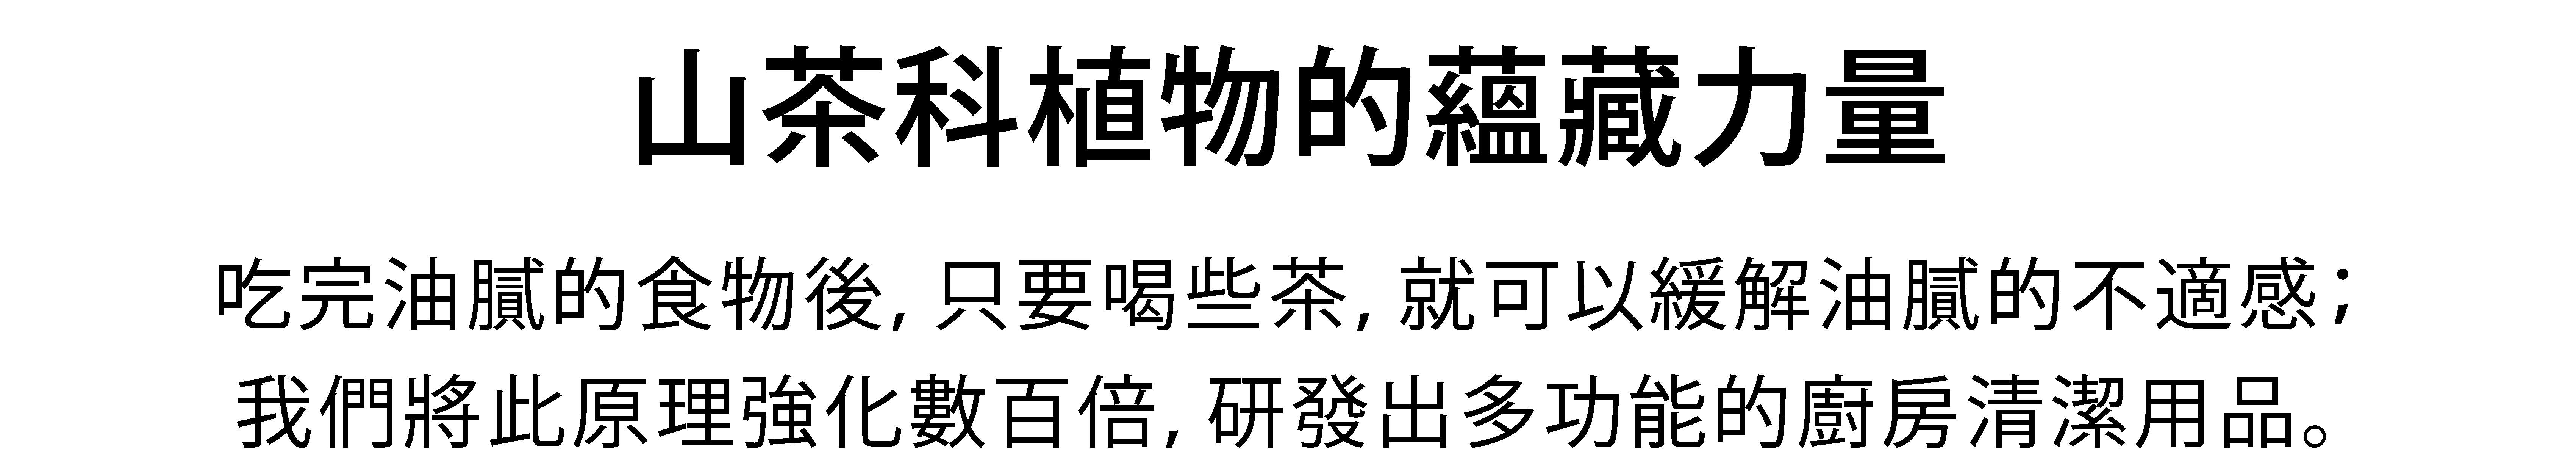 山茶科植物的蘊藏力量
吃完油膩的食物後, 只要喝些茶, 就可以緩解油膩的不適感;
我們將此原理強化數百倍, 研發出多功能的廚房清潔用品。